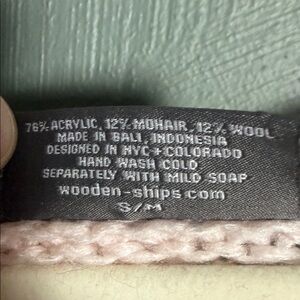 76% ACRYLIC, 12% MOHAIR, 12% WOOL
MADE IN BALI, INDONESIA
DESIGNED IN NYC + COLORADO
HAND WASH COLD
SEPARATELY WITH MILD SOAP
wooden-ships.com
S/M